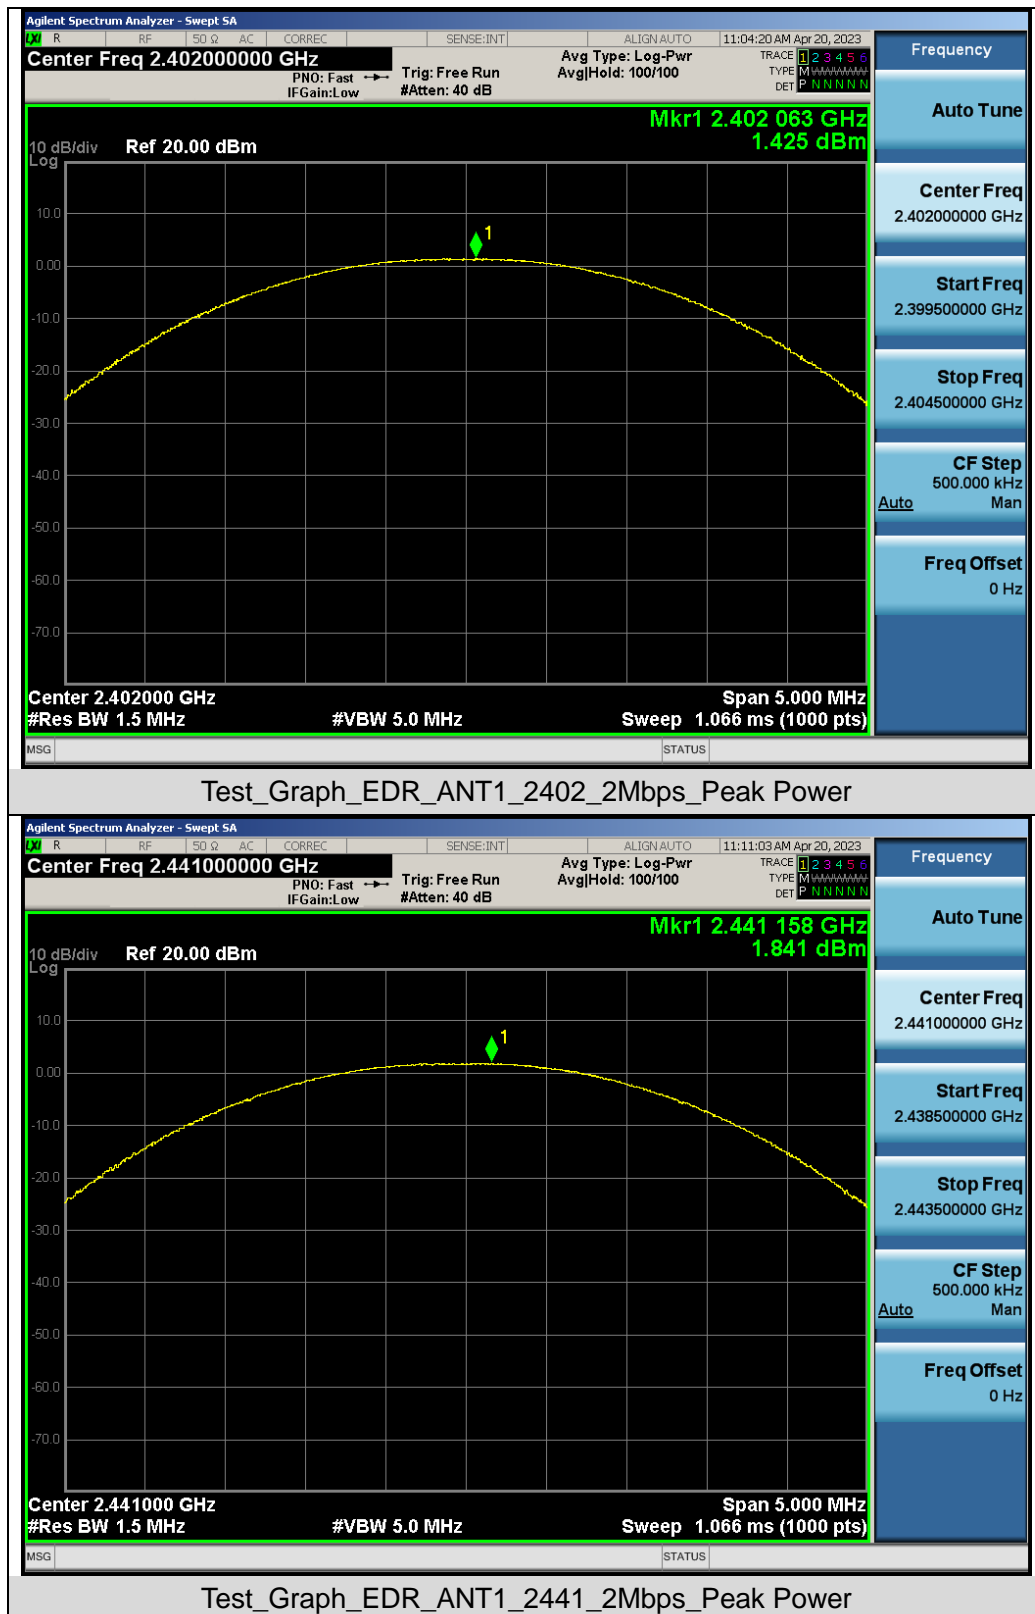 Agilent Spectrum Analyzer - Swept SA
LXI R RF 50 Ω AC CORREC SENSE:INT ALIGN AUTO 11:04:20 AM Apr 20, 2023
Center Freq 2.402000000 GHz
PNO: Fast
IFGain:Low
Trig: Free Run
#Atten: 40 dB
Avg Type: Log-Pwr
Avg|Hold: 100/100
TRACE 1 2 3 4 5 6
TYPE M WWWWW
DET P N N N N N
Mkr1 2.402 063 GHz
1.425 dBm
10 dB/div Ref 20.00 dBm
Log
1
10.0
0.00
-10.0
-20.0
-30.0
-40.0
-50.0
-60.0
-70.0
Center 2.402000 GHz Span 5.000 MHz
#Res BW 1.5 MHz #VBW 5.0 MHz Sweep 1.066 ms (1000 pts)
MSG STATUS
Frequency
Auto Tune
Center Freq
2.402000000 GHz
Start Freq
2.399500000 GHz
Stop Freq
2.404500000 GHz
CF Step
500.000 kHz
Auto Man
Freq Offset
0 Hz
Test_Graph_EDR_ANT1_2402_2Mbps_Peak Power
Agilent Spectrum Analyzer - Swept SA
LXI R RF 50 Ω AC CORREC SENSE:INT ALIGN AUTO 11:11:03 AM Apr 20, 2023
Center Freq 2.441000000 GHz
PNO: Fast
IFGain:Low
Trig: Free Run
#Atten: 40 dB
Avg Type: Log-Pwr
Avg|Hold: 100/100
TRACE 1 2 3 4 5 6
TYPE M WWWWW
DET P N N N N N
Mkr1 2.441 158 GHz
1.841 dBm
10 dB/div Ref 20.00 dBm
Log
1
10.0
0.00
-10.0
-20.0
-30.0
-40.0
-50.0
-60.0
-70.0
Center 2.441000 GHz Span 5.000 MHz
#Res BW 1.5 MHz #VBW 5.0 MHz Sweep 1.066 ms (1000 pts)
MSG STATUS
Frequency
Auto Tune
Center Freq
2.441000000 GHz
Start Freq
2.438500000 GHz
Stop Freq
2.443500000 GHz
CF Step
500.000 kHz
Auto Man
Freq Offset
0 Hz
Test_Graph_EDR_ANT1_2441_2Mbps_Peak Power